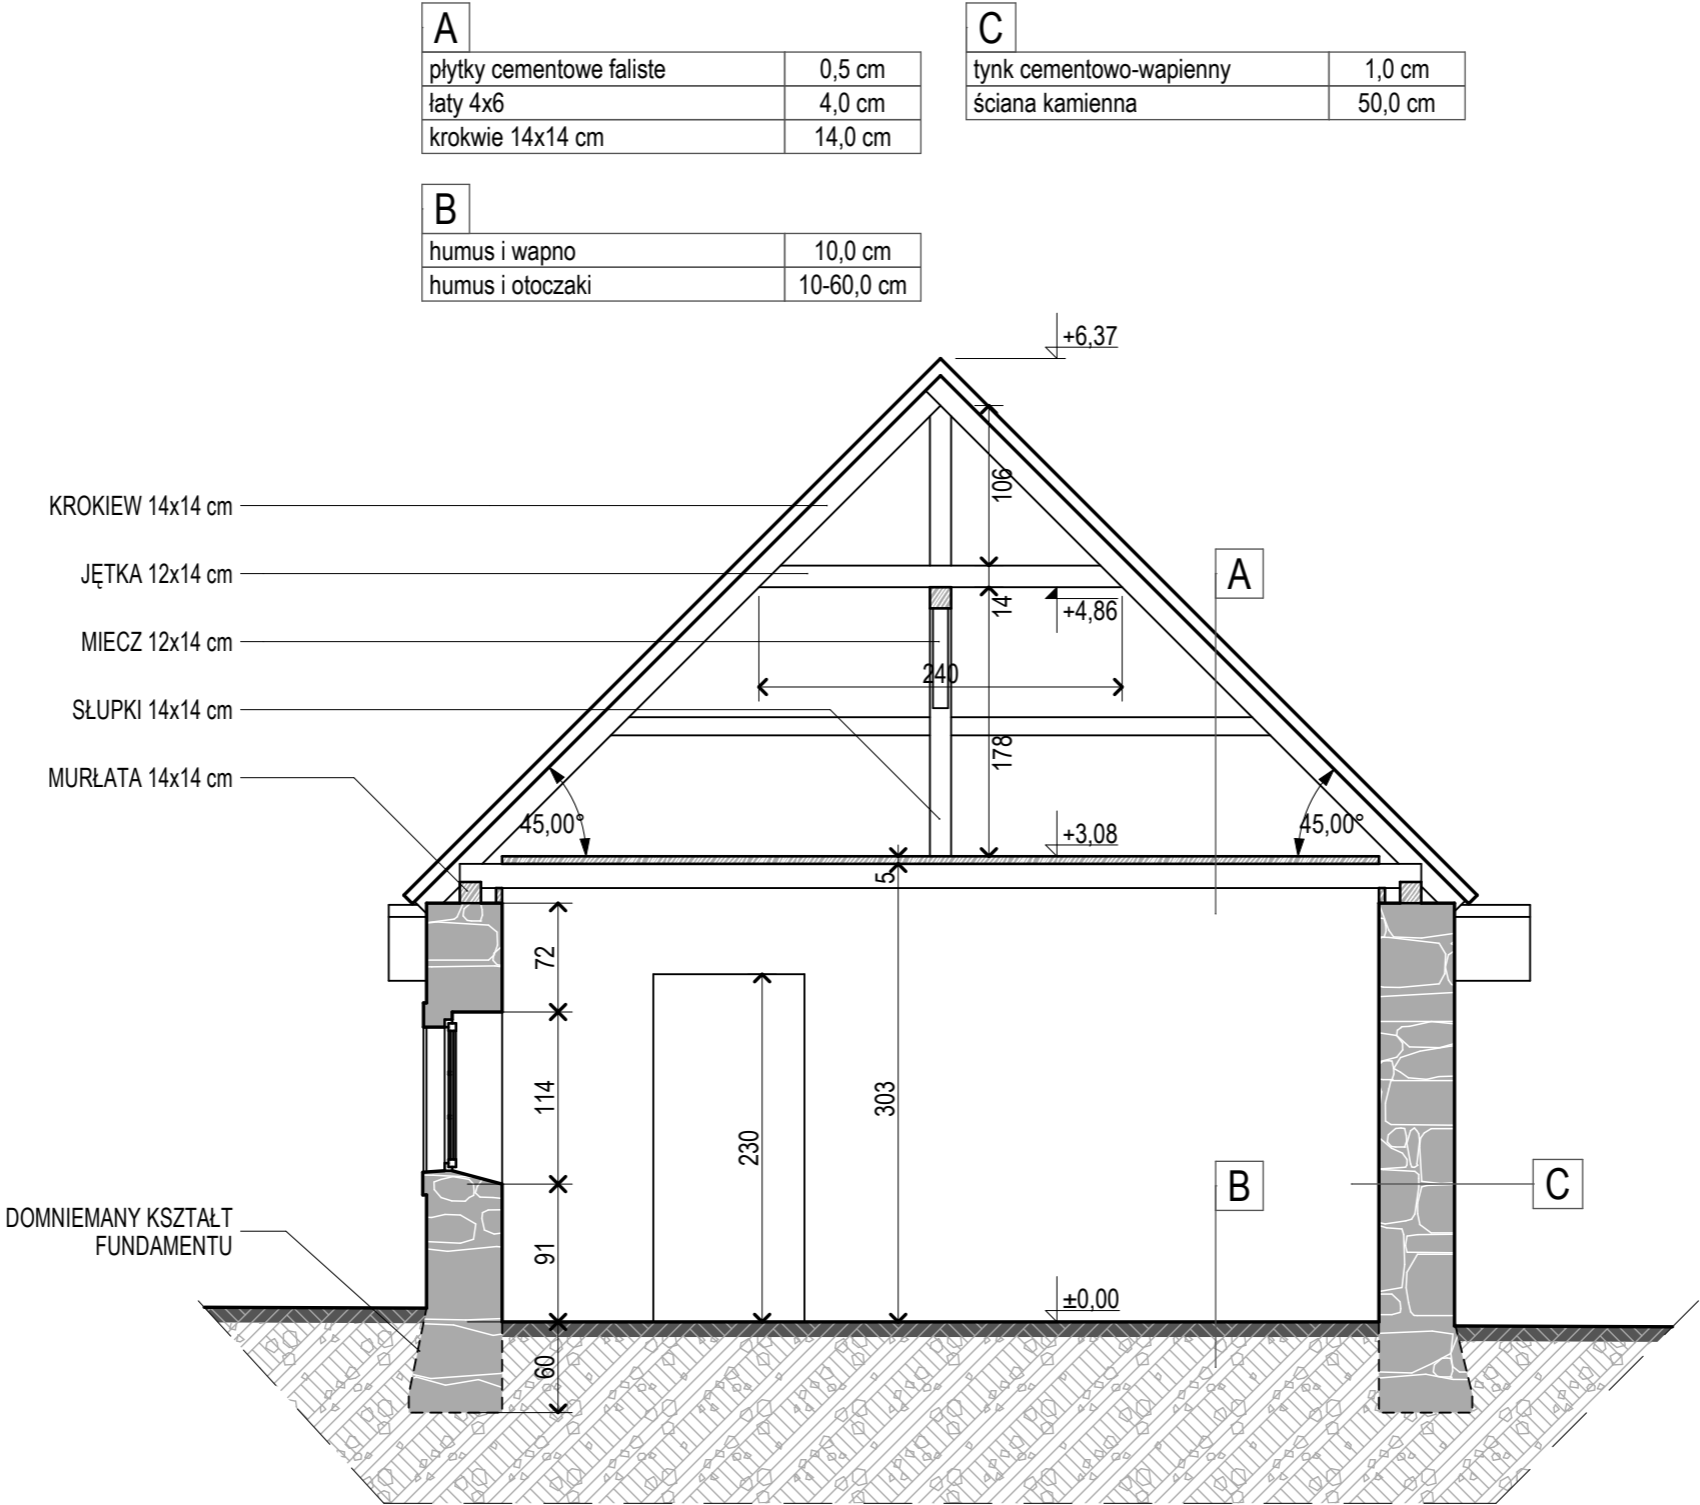 A
płytky cementowe faliste 0,5 cm
łaty 4x6 4,0 cm
krokwie 14x14 cm 14,0 cm
C
tynk cementowo-wapienny 1,0 cm
ściana kamienna 50,0 cm
B
humus i wapno 10,0 cm
humus i otoczaki 10-60,0 cm
+6,37
106
KROKIEW 14x14 cm
JĘTKA 12x14 cm
A
14
+4,86
MIECZ 12x14 cm
240
SŁUPKI 14x14 cm
178
MURŁATA 14x14 cm
45,00°
+3,08
45,00°
5
72
114
303
230
B
C
DOMNIEMANY KSZTAŁT
FUNDAMENTU
91
±0,00
60